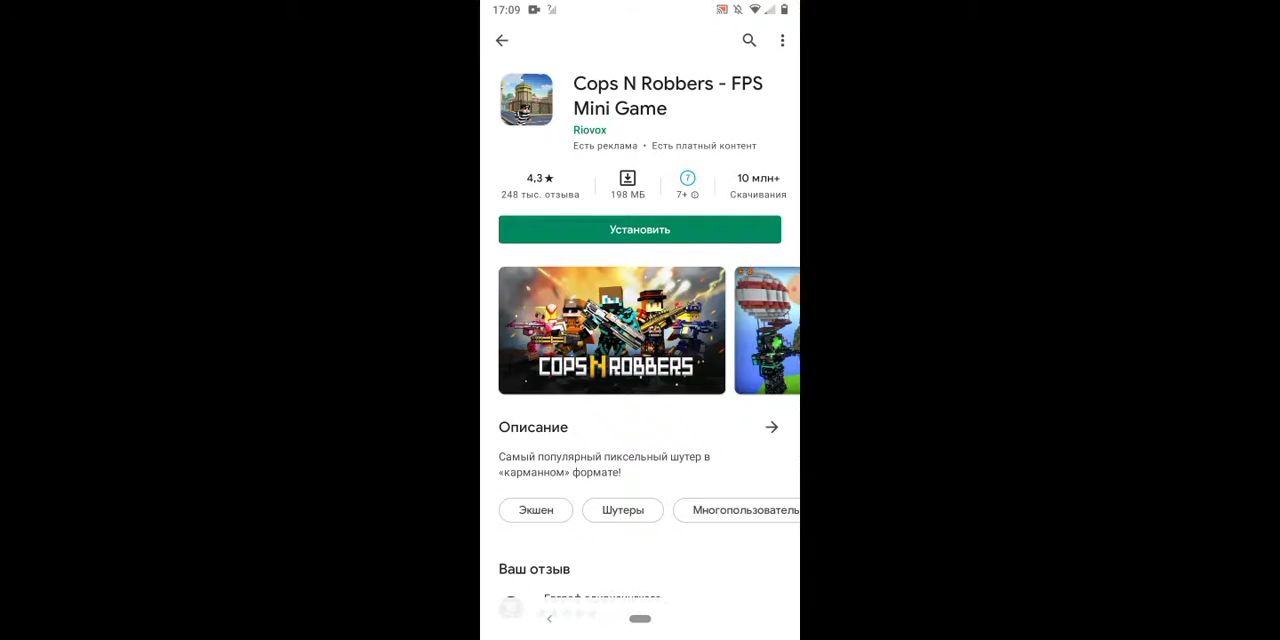 17:09
Cops N Robbers - FPS
Mini Game
Riovox
Есть реклама • Есть платный контент
4,3★
248 тыс. отзыва
198 МБ
7
7+
10 млн+
Скачивания
Установить
COPS N ROBBERS
Описание
Самый популярный пиксельный шутер в
«карманном» формате!
Экшен
Шутеры
Многопользователь
Ваш отзыв